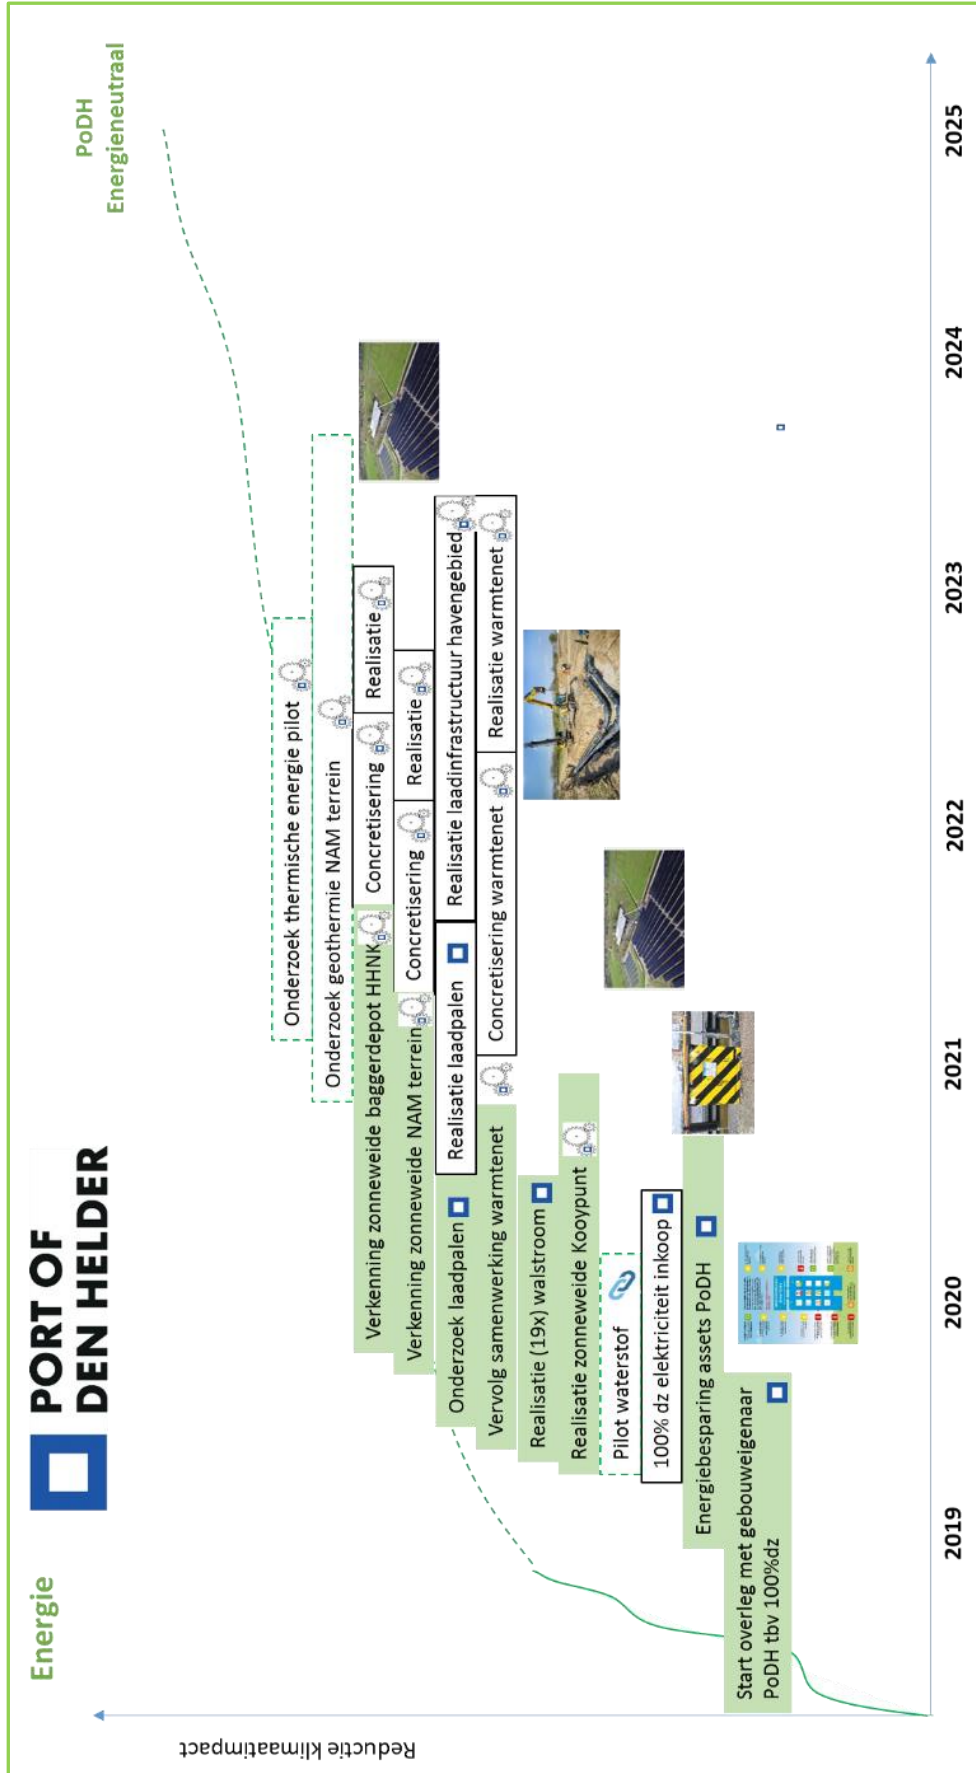 Energie
PORT OF
DEN HELDER
PoDH
Energieneutraal
Reductie klimaatimpact
Onderzoek thermische energie pilot
Onderzoek geothermie NAM terrein
Verkenning zonneweide baggerdepot HHNK
Concretisering
Realisatie
Verkenning zonneweide NAM terrein
Concretisering
Realisatie
Onderzoek laadpalen
Realisatie laadpalen
Realisatie laadinfrastructuur havengebied
Vervolg samenwerking warmtenet
Concretisering warmtenet
Realisatie warmtenet
Realisatie (19x) walstroom
Realisatie zonneweide Kooypunt
Pilot waterstof
100% dz elektriciteit inkoop
Energiebesparing assets PoDH
Start overleg met gebouweigenaar
PoDH tbv 100%dz
2019
2020
2021
2022
2023
2024
2025